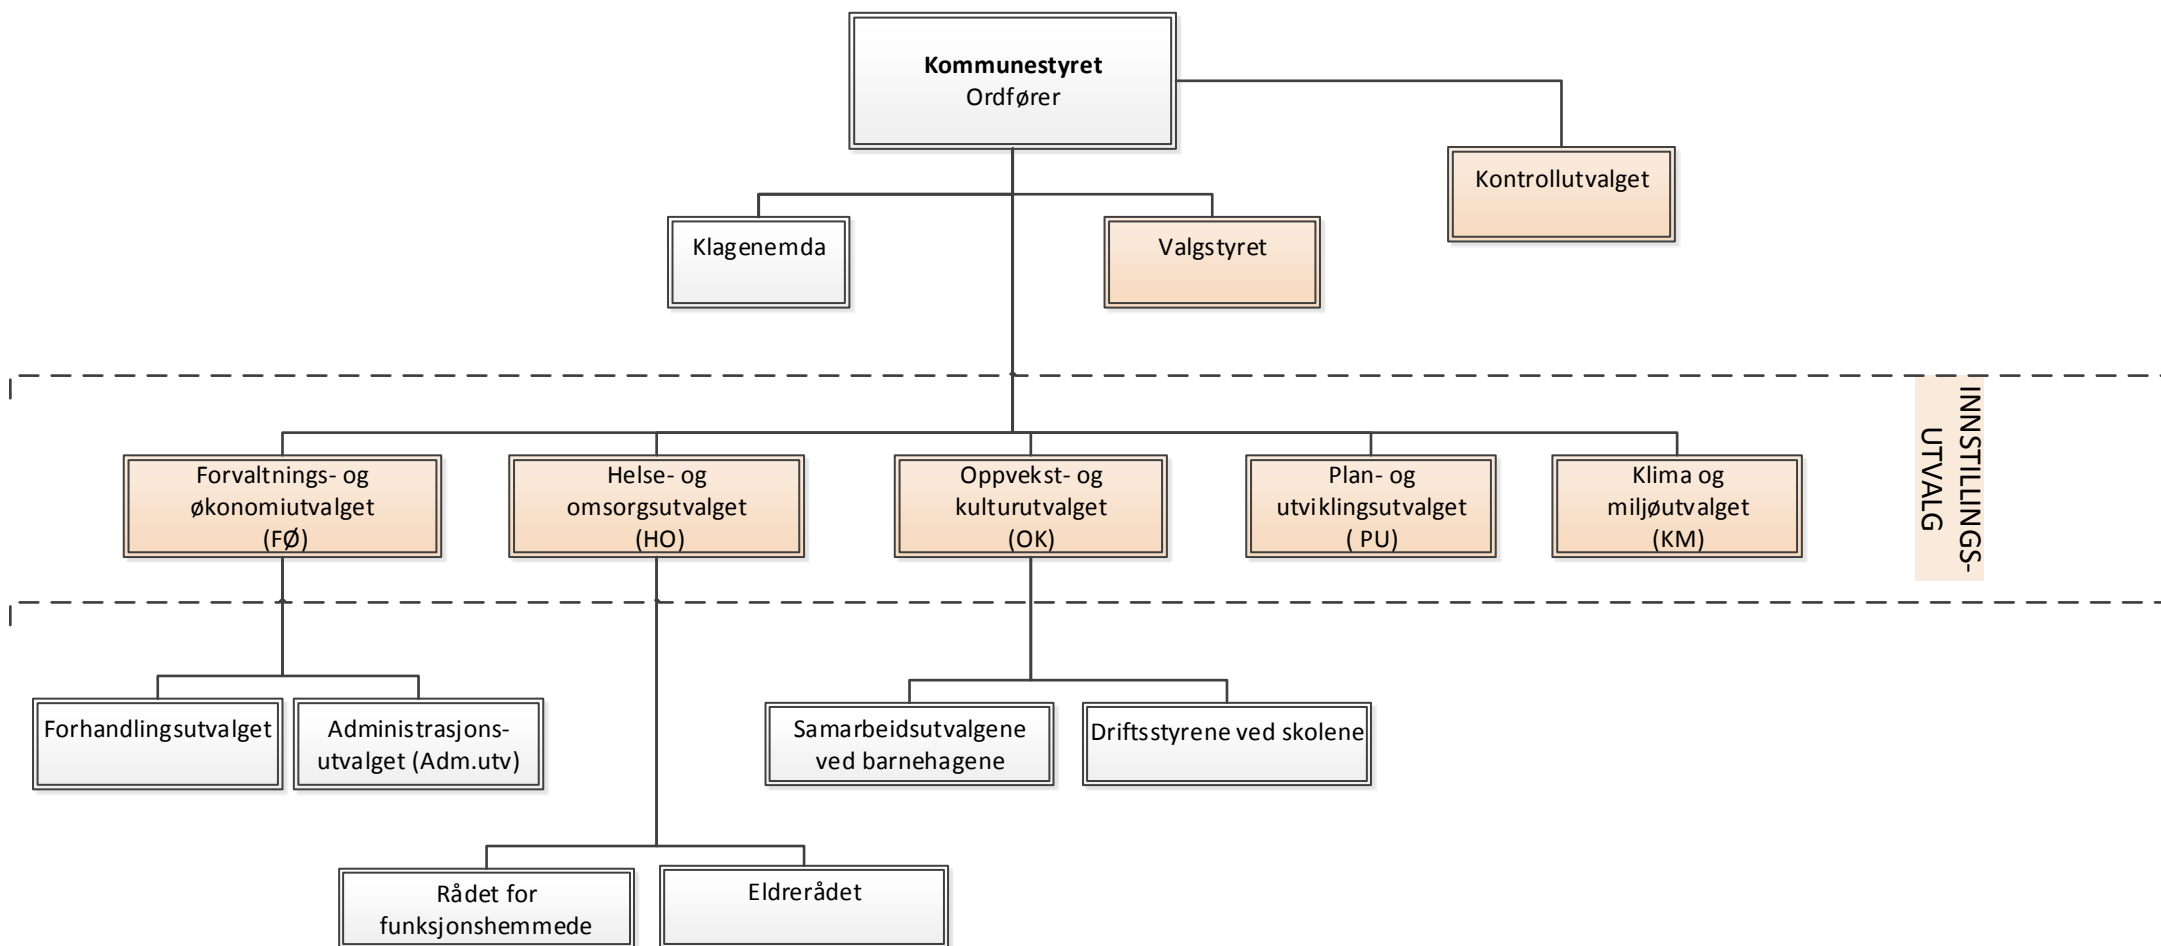 Kommunestyret
Ordfører
Kontrollutvalget
Klagenemda
Valgstyret
INNSTILLINGS-
UTVALG
Forvaltnings- og
økonomiutvalget
(FØ)
Helse- og
omsorgsutvalget
(HO)
Oppvekst- og
kulturutvalget
(OK)
Plan- og
utviklingsutvalget
( PU)
Klima og
miljøutvalget
(KM)
Forhandlingsutvalget
Administrasjons-
utvalget (Adm.utv)
Samarbeidsutvalgene
ved barnehagene
Driftsstyrene ved skolene
Rådet for
funksjonshemmede
Eldrerådet